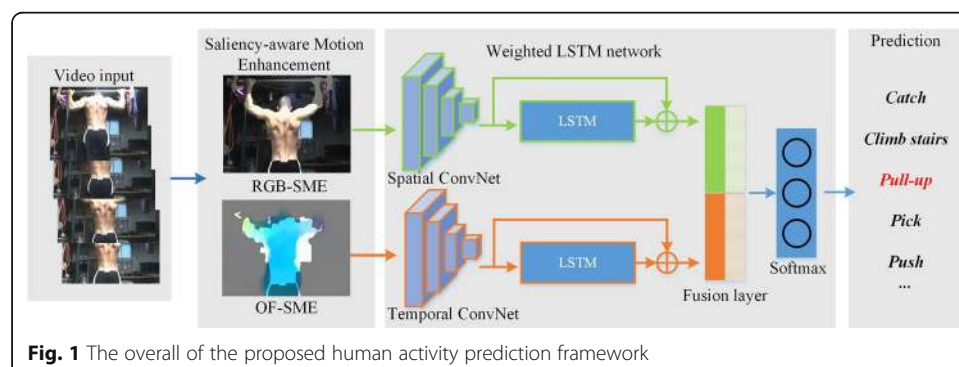 Video input
Saliency-aware Motion
Enhancement
RGB-SME
OF-SME
Weighted LSTM network
Spatial ConvNet
LSTM
Temporal ConvNet
LSTM
Fusion layer
Softmax
Prediction
Catch
Climb stairs
Pull-up
Pick
Push
...
Fig. 1 The overall of the proposed human activity prediction framework